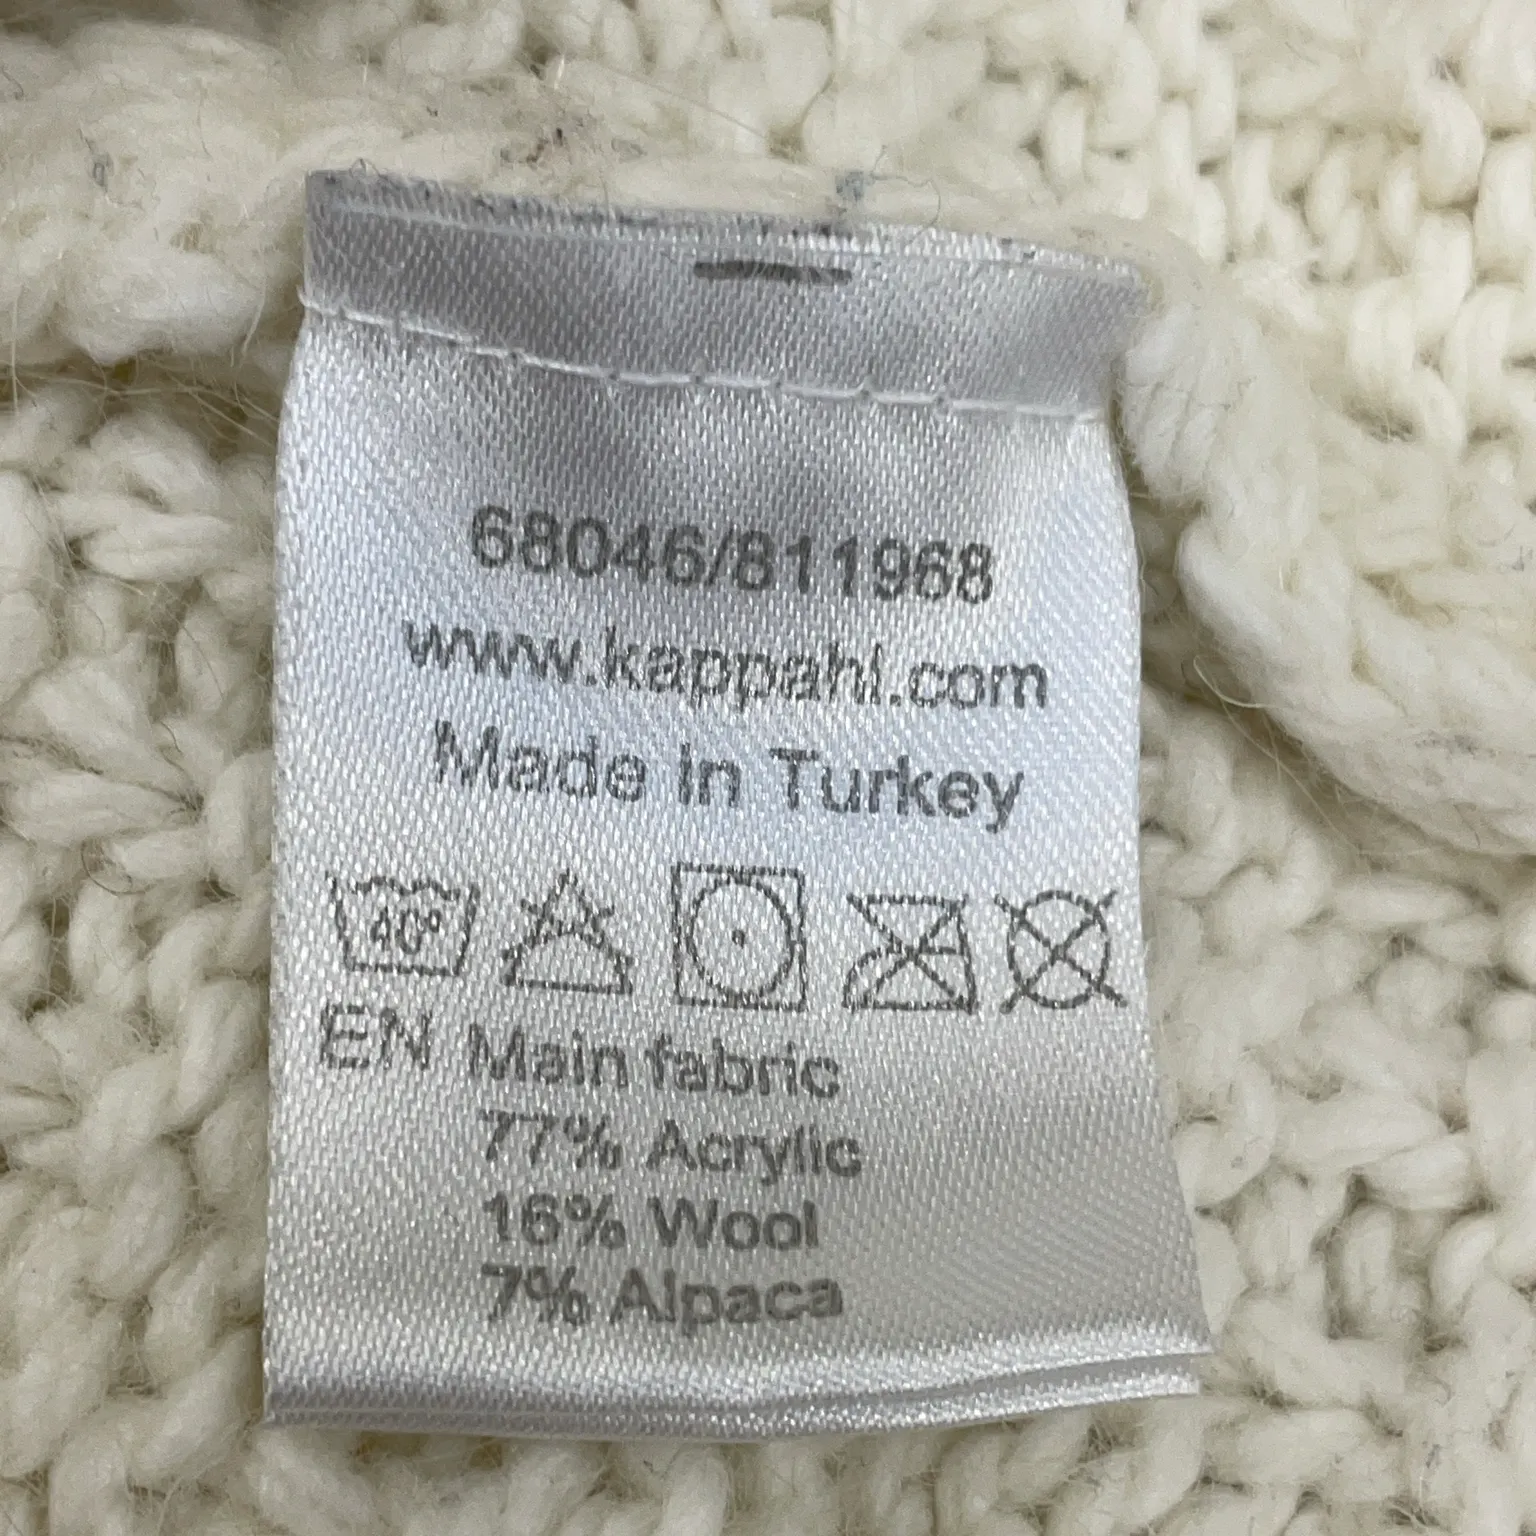 68046/811968
www.kappahl.com
Made In Turkey
40°
EN Main fabric
77% Acrylic
16% Wool
7% Alpaca